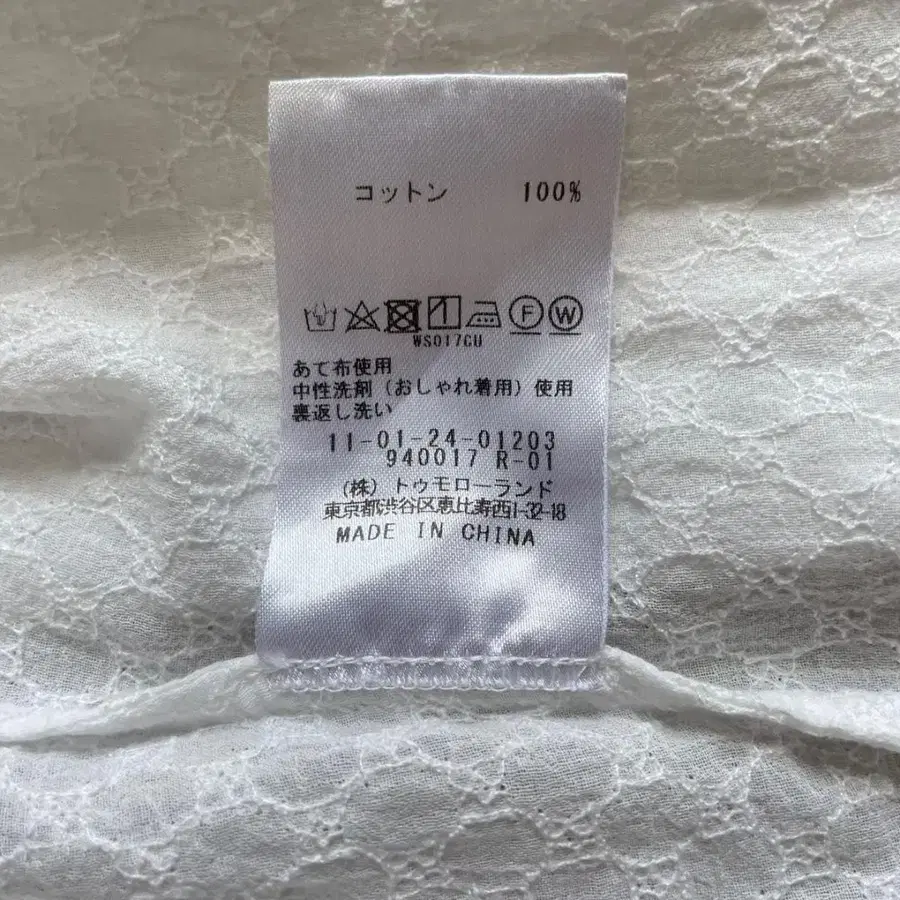 コットン 100%
F W
WS017CU
あて布使用
中性洗剤（おしゃれ着用）使用
裏返し洗い
11-01-24-01203
940017 R-01
（株）トゥモローランド
東京都渋谷区恵比寿西1-32-18
MADE IN CHINA